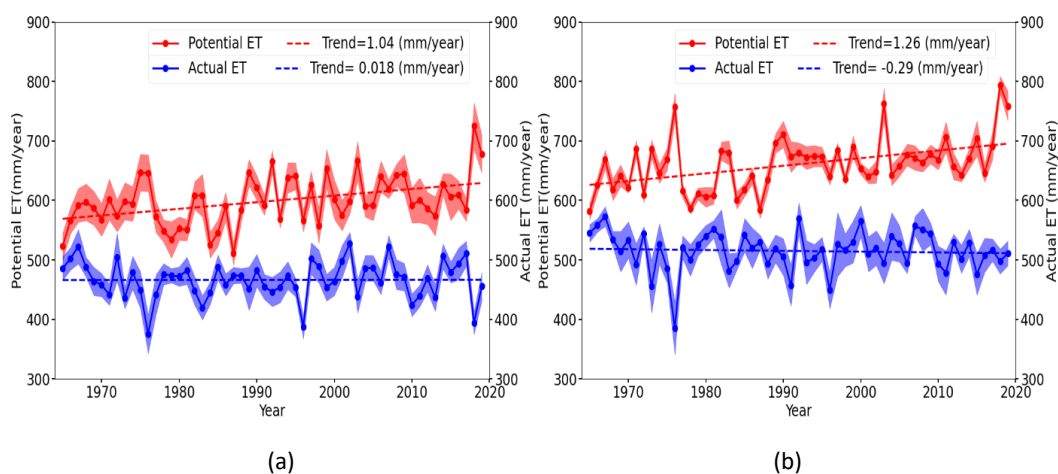 900
800
700
600
500
400
300
Potential ET(mm/year)
Potential ET
Trend=1.04 (mm/year)
Actual ET
Trend= 0.018 (mm/year)
900
800
700
600
500
400
300
Actual ET (mm/year)
1970
1980
1990
2000
2010
2020
Year
(a)
900
800
700
600
500
400
300
Potential ET(mm/year)
Potential ET
Trend=1.26 (mm/year)
Actual ET
Trend= -0.29 (mm/year)
900
800
700
600
500
400
300
Actual ET (mm/year)
1970
1980
1990
2000
2010
2020
Year
(b)